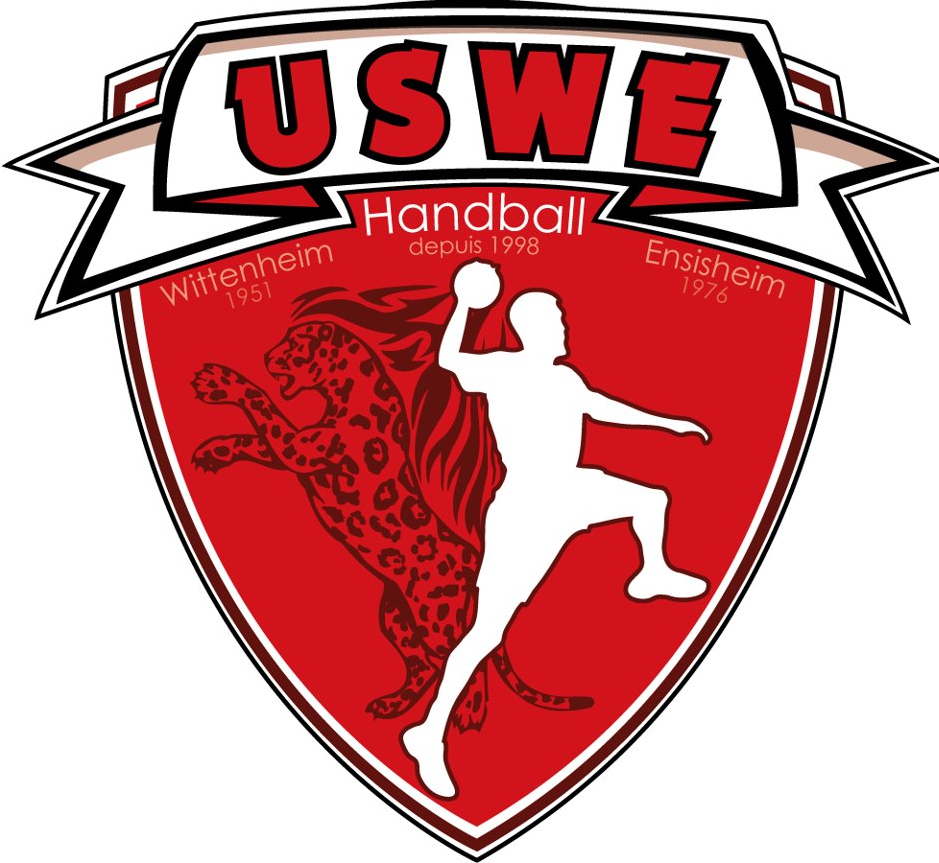 USWE
Handball
depuis 1998
Wittenheim
1951
Ensisheim
1976